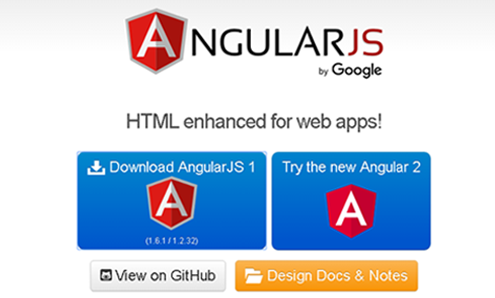 ANGULARJS
by Google
HTML enhanced for web apps!
Download AngularJS 1
(1.6.1 / 1.2.32)
Try the new Angular 2
View on GitHub
Design Docs & Notes